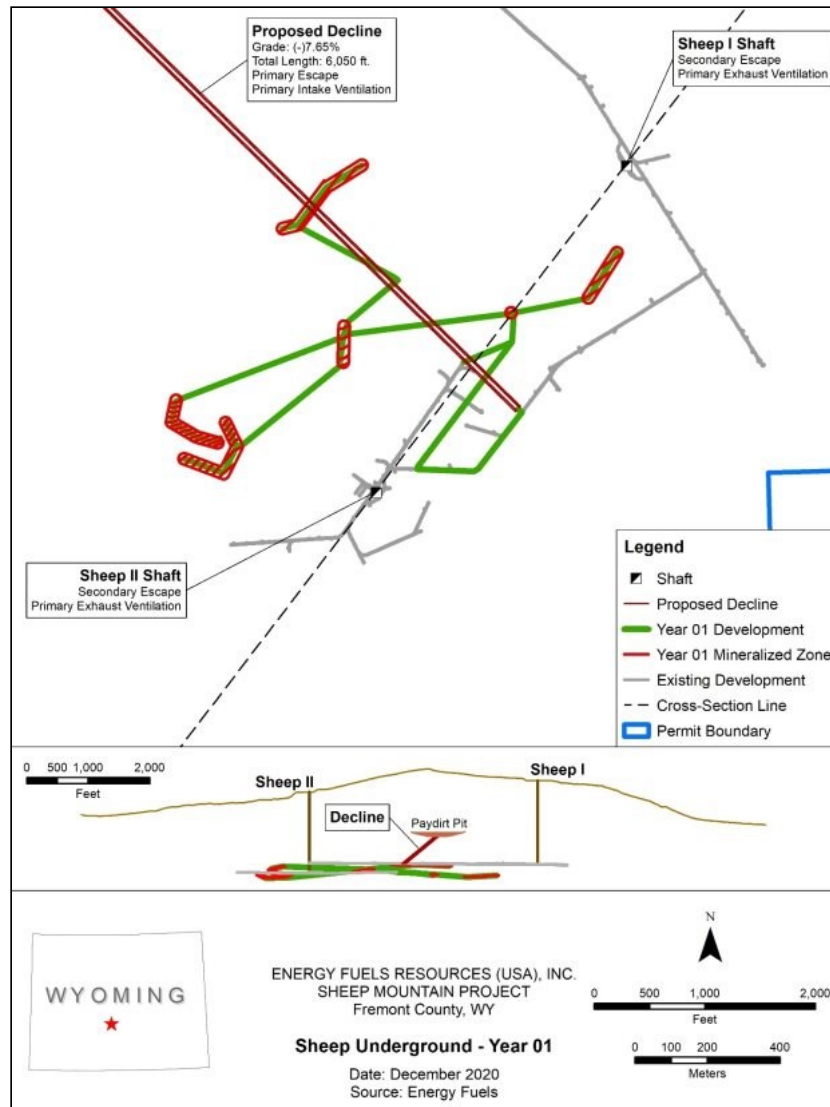 Proposed Decline
Grade: (-)7.65%
Total Length: 6,050 ft.
Primary Escape
Primary Intake Ventilation
Sheep I Shaft
Secondary Escape
Primary Exhaust Ventilation
Sheep II Shaft
Secondary Escape
Primary Exhaust Ventilation
Legend
Shaft
Proposed Decline
Year 01 Development
Year 01 Mineralized Zone
Existing Development
Cross-Section Line
Permit Boundary
0 500 1,000 2,000
Feet
Sheep II
Sheep I
Decline
Paydirt Pit
WYOMING
ENERGY FUELS RESOURCES (USA), INC.
SHEEP MOUNTAIN PROJECT
Fremont County, WY
Sheep Underground - Year 01
Date: December 2020
Source: Energy Fuels
N
0 500 1,000 2,000
Feet
0 100 200 400
Meters